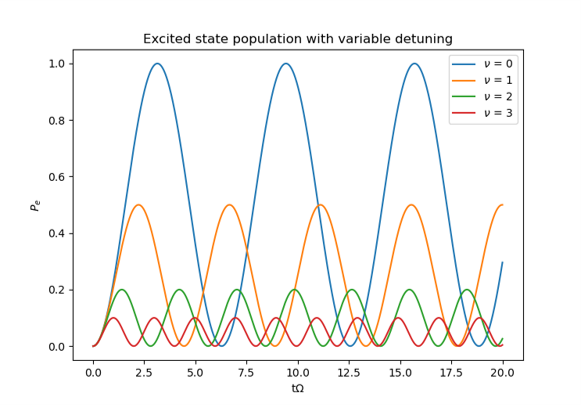 Excited state population with variable detuning
1.0
0.8
0.6
0.4
0.2
0.0
P_e
ν = 0
ν = 1
ν = 2
ν = 3
0.0 2.5 5.0 7.5 10.0 12.5 15.0 17.5 20.0
tΩ